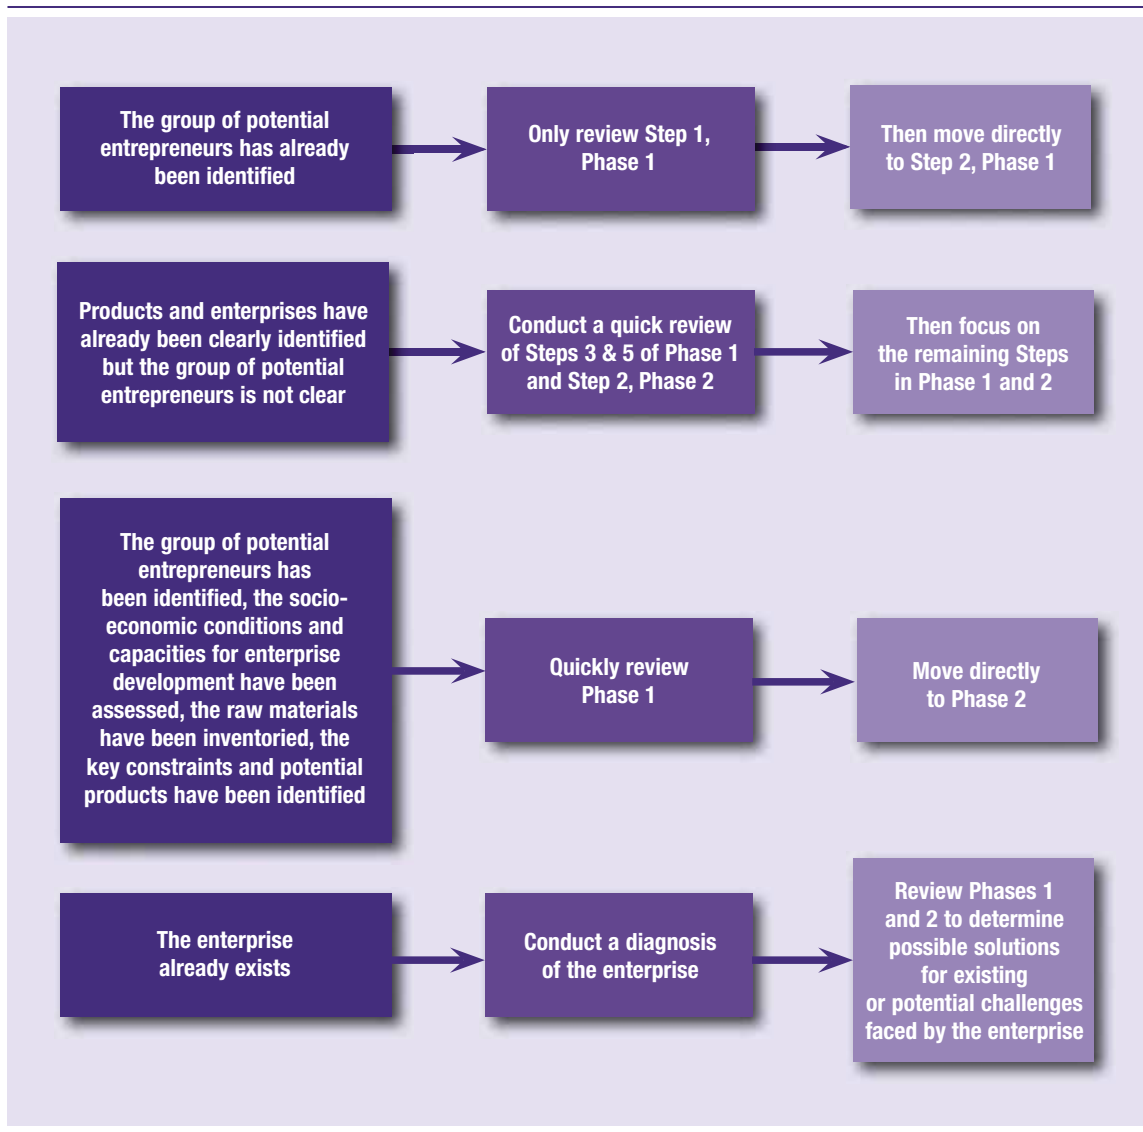 The group of potential
entrepreneurs has already
been identified
Only review Step 1,
Phase 1
Then move directly
to Step 2, Phase 1
Products and enterprises have
already been clearly identified
but the group of potential
entrepreneurs is not clear
Conduct a quick review
of Steps 3 & 5 of Phase 1
and Step 2, Phase 2
Then focus on
the remaining Steps
in Phase 1 and 2
The group of potential
entrepreneurs has
been identified, the socio-
economic conditions and
capacities for enterprise
development have been
assessed, the raw materials
have been inventoried, the
key constraints and potential
products have been identified
Quickly review
Phase 1
Move directly
to Phase 2
The enterprise
already exists
Conduct a diagnosis
of the enterprise
Review Phases 1
and 2 to determine
possible solutions
for existing
or potential challenges
faced by the enterprise